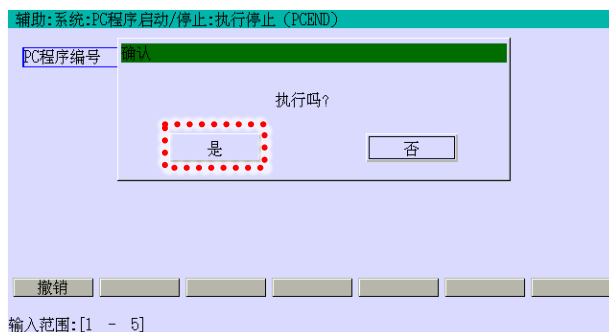 辅助:系统:PC程序启动/停止:执行停止 (PCEND)
PC程序编号
确认
执行吗?
是
否
撤销
输入范围:[1 - 5]